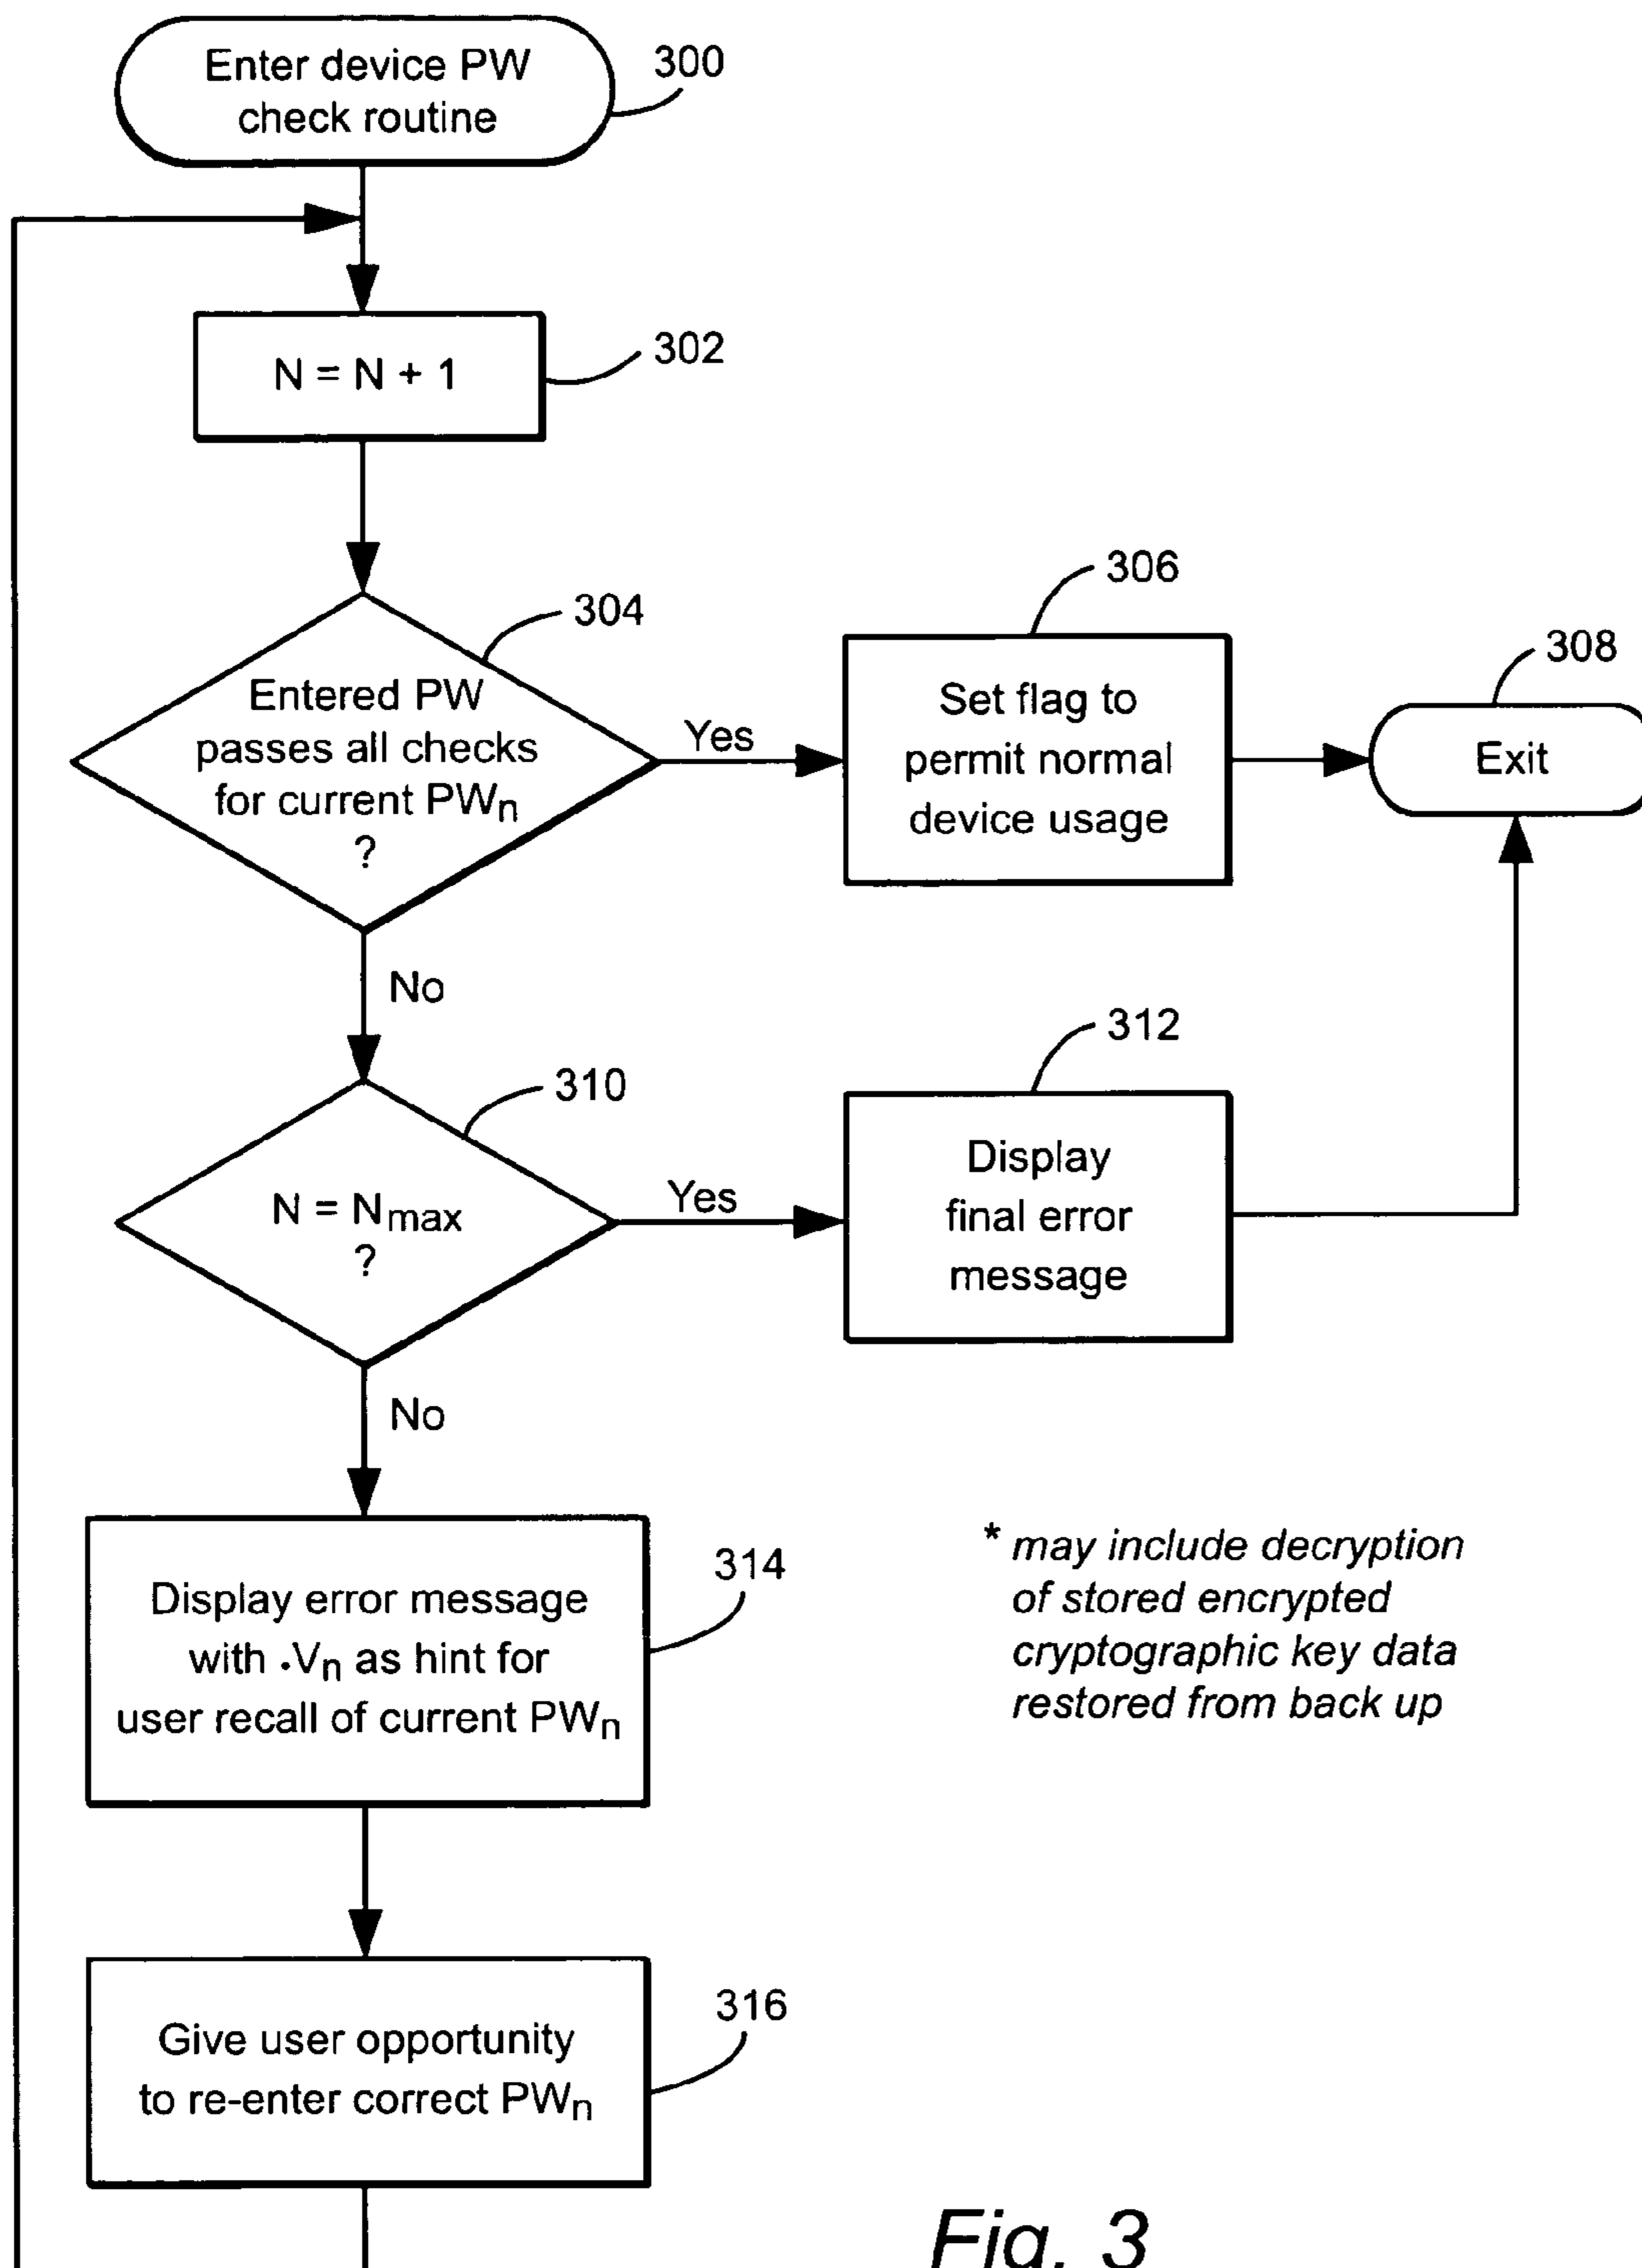 Enter device PW
check routine
300
N = N + 1
302
304
Entered PW
passes all checks
for current PWn
?
Yes
306
Set flag to
permit normal
device usage
308
Exit
No
310
N = Nmax
?
Yes
312
Display
final error
message
No
314
Display error message
with .Vn as hint for
user recall of current PWn
* may include decryption
of stored encrypted
cryptographic key data
restored from back up
316
Give user opportunity
to re-enter correct PWn
Fig. 3